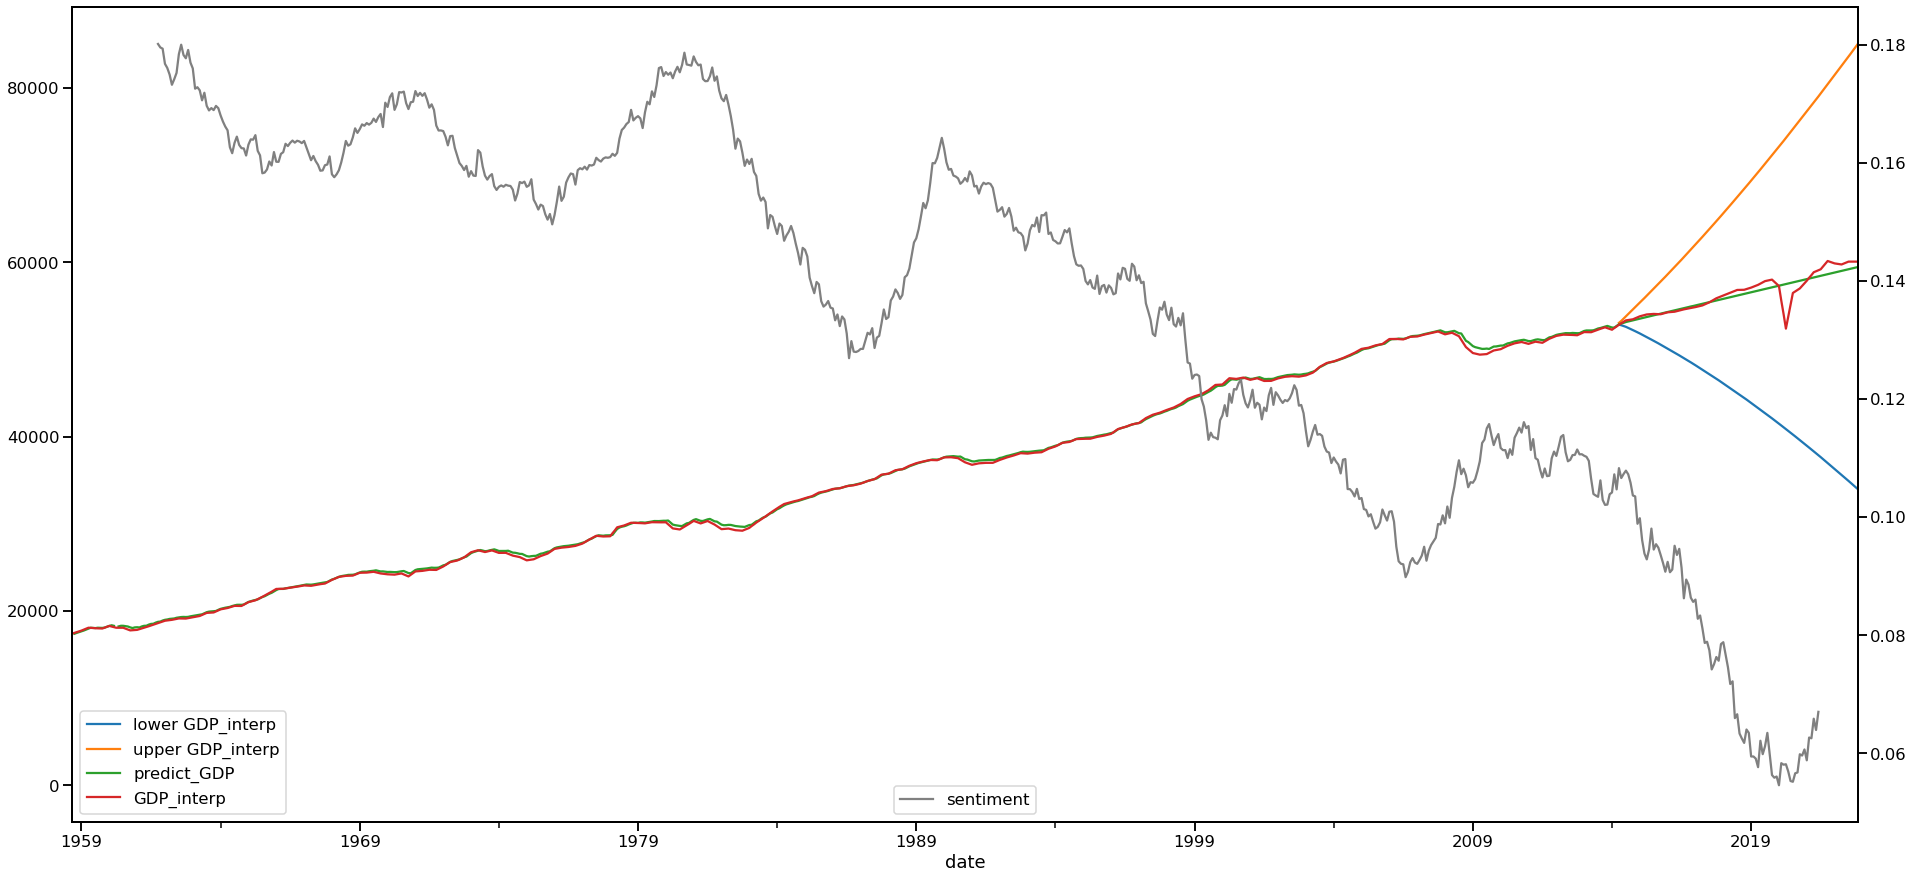 80000
60000
40000
20000
0
0.18
0.16
0.14
0.12
0.10
0.08
0.06
lower GDP_interp
upper GDP_interp
predict_GDP
GDP_interp
sentiment
1959 1969 1979 1989 1999 2009 2019
date